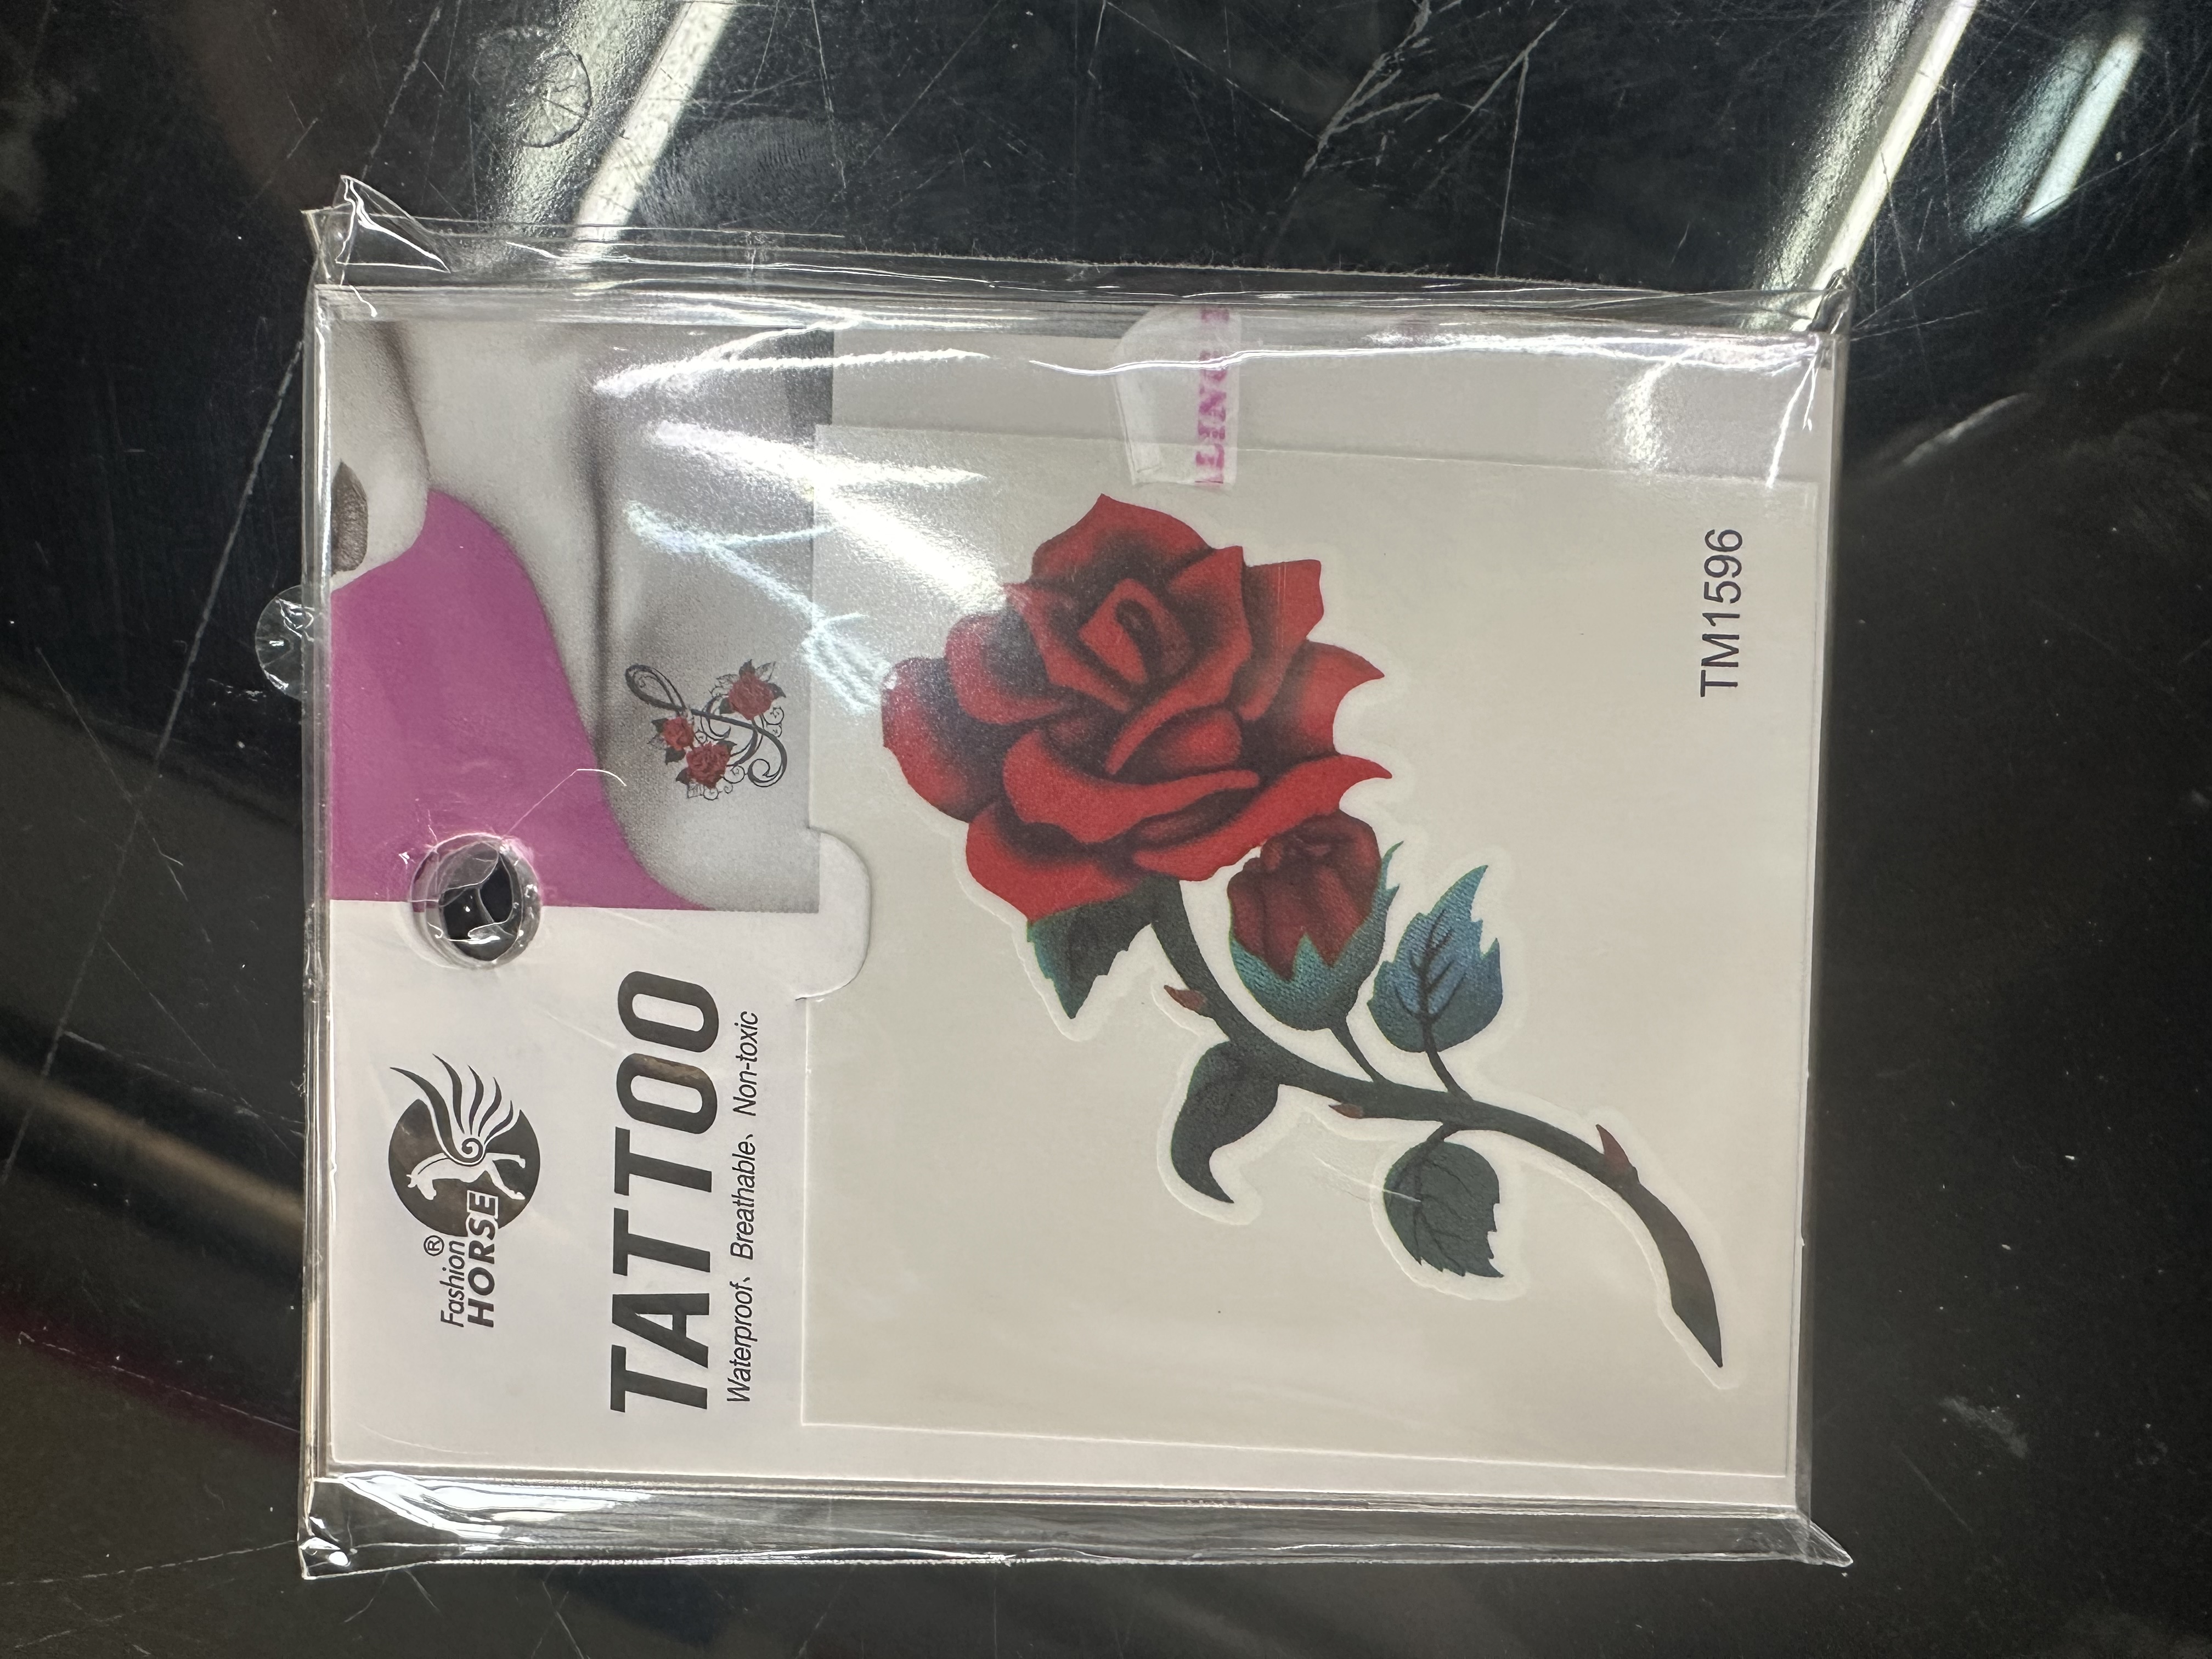 Fashion®
HORSE
TATTOO
Waterproof、Breathable、Non-toxic
TM1596